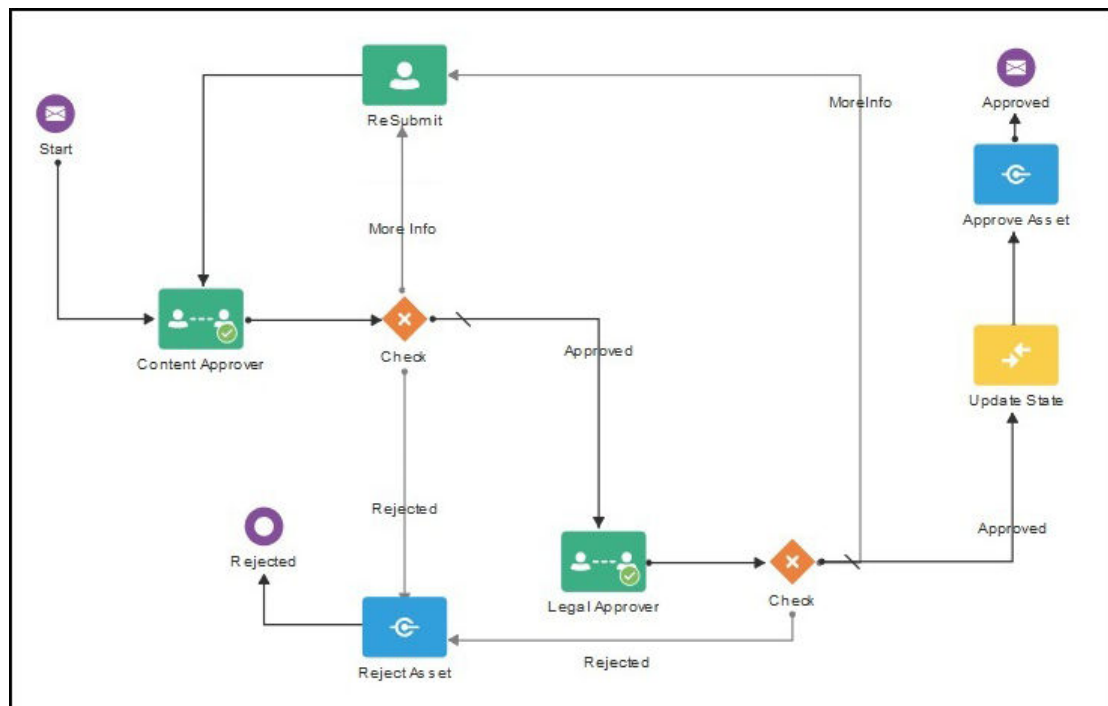 ReSubmit
MoreInfo
Approved
Start
Approve Asset
More Info
Content Approver
Check
Approved
Update State
Rejected
Approved
Rejected
Legal Approver
Check
Reject Asset
Rejected